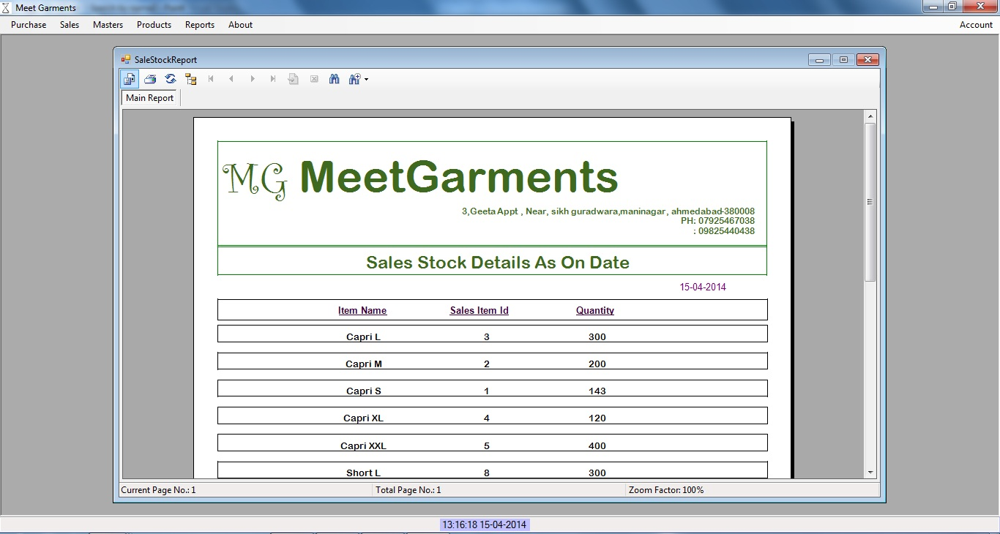 Meet Garments
Purchase Sales Masters Products Reports About Account
SaleStockReport
Main Report
MG MeetGarments
3,Geeta Appt , Near, sikh guradwara,maninagar, ahmedabad-380008
PH: 07925467038
: 09825440438
Sales Stock Details As On Date
15-04-2014
Item Name Sales Item Id Quantity
Capri L 3 300
Capri M 2 200
Capri S 1 143
Capri XL 4 120
Capri XXL 5 400
Short L 8 300
Current Page No.: 1 Total Page No.: 1 Zoom Factor: 100%
13:16:18 15-04-2014